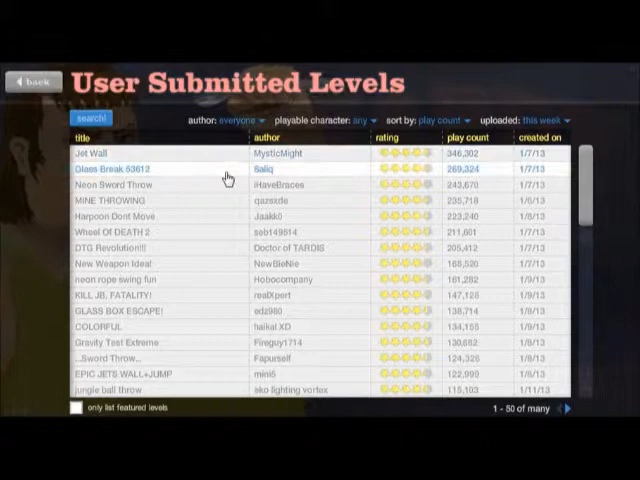 back
User Submitted Levels
search!
author: everyone playable character: any sort by: play count uploaded: this week
title author rating play count created on
Jet Wall MysticMight 346,302 1/7/13
Glass Break 53612 Saliq 269,324 1/7/13
Neon Sword Throw iHaveBraces 243,670 1/7/13
MINE THROWING qazsxde 235,718 1/6/13
Harpoon Dont Move Jaakk0 223,240 1/8/13
Wheel Of DEATH 2 seb149514 211,601 1/7/13
DTG Revolution!!! Doctor of TARDIS 205,412 1/7/13
New Weapon Idea! NewBieNie 168,520 1/7/13
neon rope swing fun Hobocompany 161,282 1/9/13
KILL JB, FATALITY! realXpert 147,128 1/8/13
GLASS BOX ESCAPE! edz980 138,714 1/8/13
COLORFUL haikal XD 134,155 1/9/13
Gravity Test Extreme Fireguy1714 130,682 1/8/13
...Sword Throw... Fapurself 124,326 1/8/13
EPIC JETS WALL+JUMP mini5 122,999 1/8/13
jungle ball throw eko lighting vortex 115,103 1/11/13
only list featured levels 1 - 50 of many